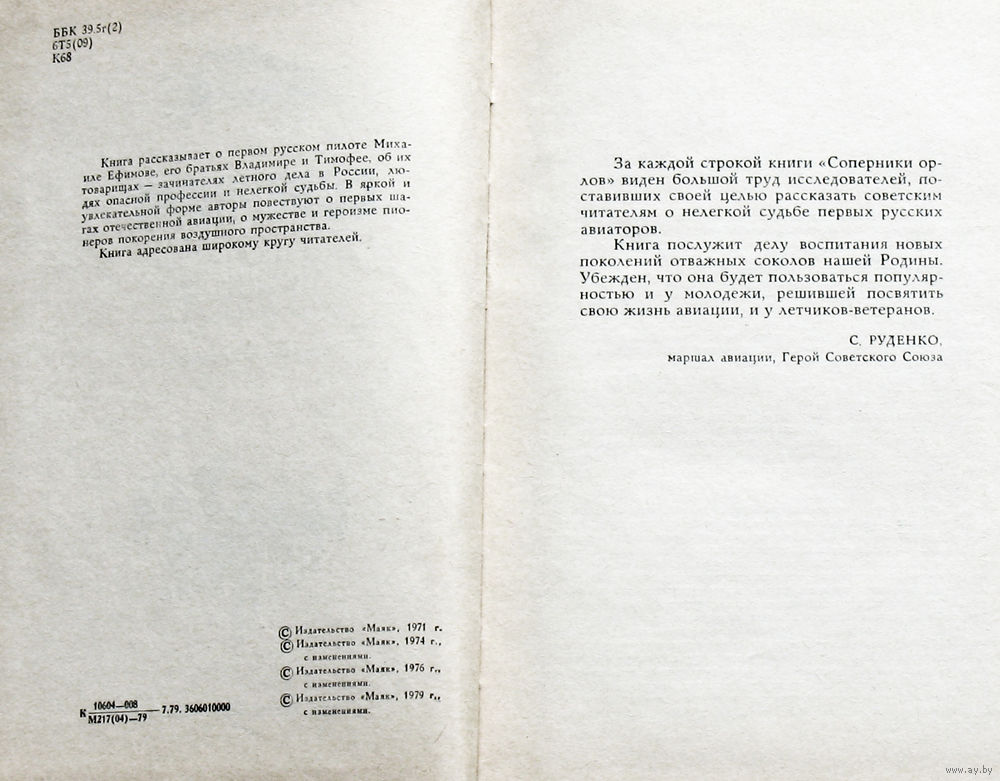 ББК 39.5г(2)
6Т5(09)
К68
Книга рассказывает о первом русском пилоте Миха-
иле Ефимове, его братьях Владимире и Тимофее, об их
товарищах — зачинателях летного дела в России, лю-
дях опасной профессии и нелегкой судьбы. В яркой и
увлекательной форме авторы повествуют о первых ша-
гах отечественной авиации, о мужестве и героизме пио-
неров покорения воздушного пространства.
Книга адресована широкому кругу читателей.
© Издательство «Маяк», 1971 г.
© Издательство «Маяк», 1974 г.,
с изменениями.
© Издательство «Маяк», 1976 г.,
с изменениями.
© Издательство «Маяк», 1979 г.,
с изменениями.
К 10604—008
М217(04)—79 —7.79. 3606010000
За каждой строкой книги «Соперники ор-
лов» виден большой труд исследователей, по-
ставивших своей целью рассказать советским
читателям о нелегкой судьбе первых русских
авиаторов.
Книга послужит делу воспитания новых
поколений отважных соколов нашей Родины.
Убежден, что она будет пользоваться популяр-
ностью и у молодежи, решившей посвятить
свою жизнь авиации, и у летчиков-ветеранов.
С. РУДЕНКО,
маршал авиации, Герой Советского Союза
www.ay.by